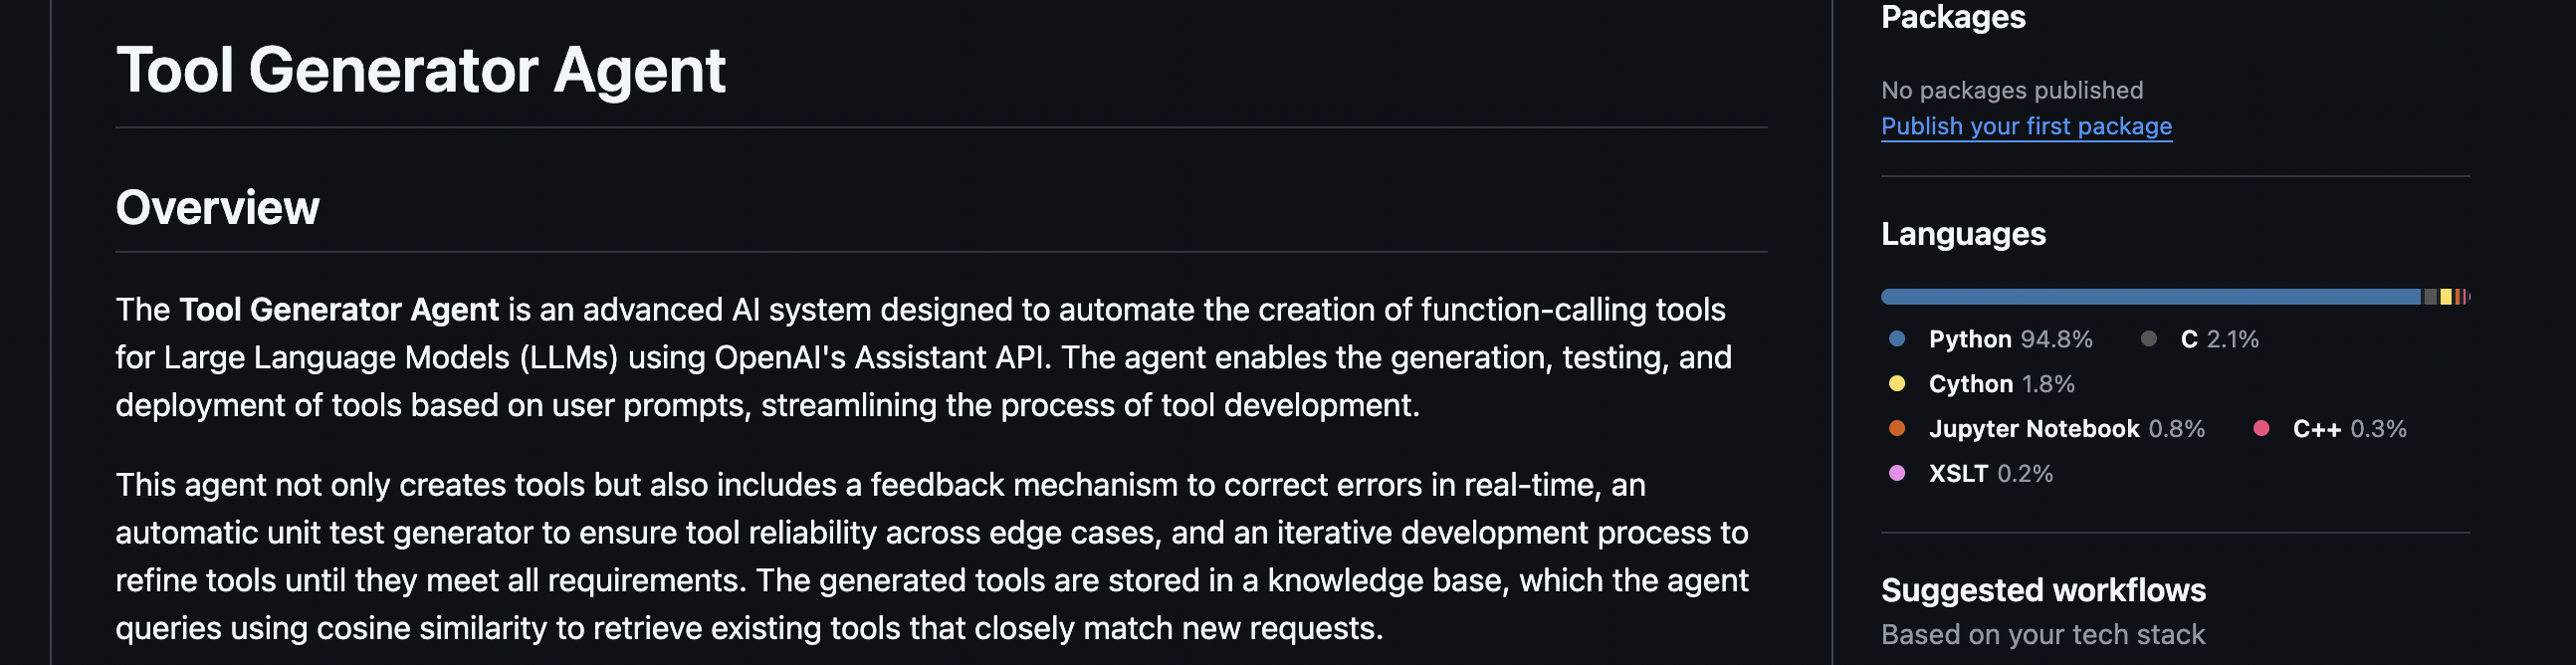 Tool Generator Agent
Overview
The Tool Generator Agent is an advanced AI system designed to automate the creation of function-calling tools
for Large Language Models (LLMs) using OpenAI's Assistant API. The agent enables the generation, testing, and
deployment of tools based on user prompts, streamlining the process of tool development.
This agent not only creates tools but also includes a feedback mechanism to correct errors in real-time, an
automatic unit test generator to ensure tool reliability across edge cases, and an iterative development process to
refine tools until they meet all requirements. The generated tools are stored in a knowledge base, which the agent
queries using cosine similarity to retrieve existing tools that closely match new requests.
Packages
No packages published
Publish your first package
Languages
Python 94.8% C 2.1%
Cython 1.8%
Jupyter Notebook 0.8% C++ 0.3%
XSLT 0.2%
Suggested workflows
Based on your tech stack